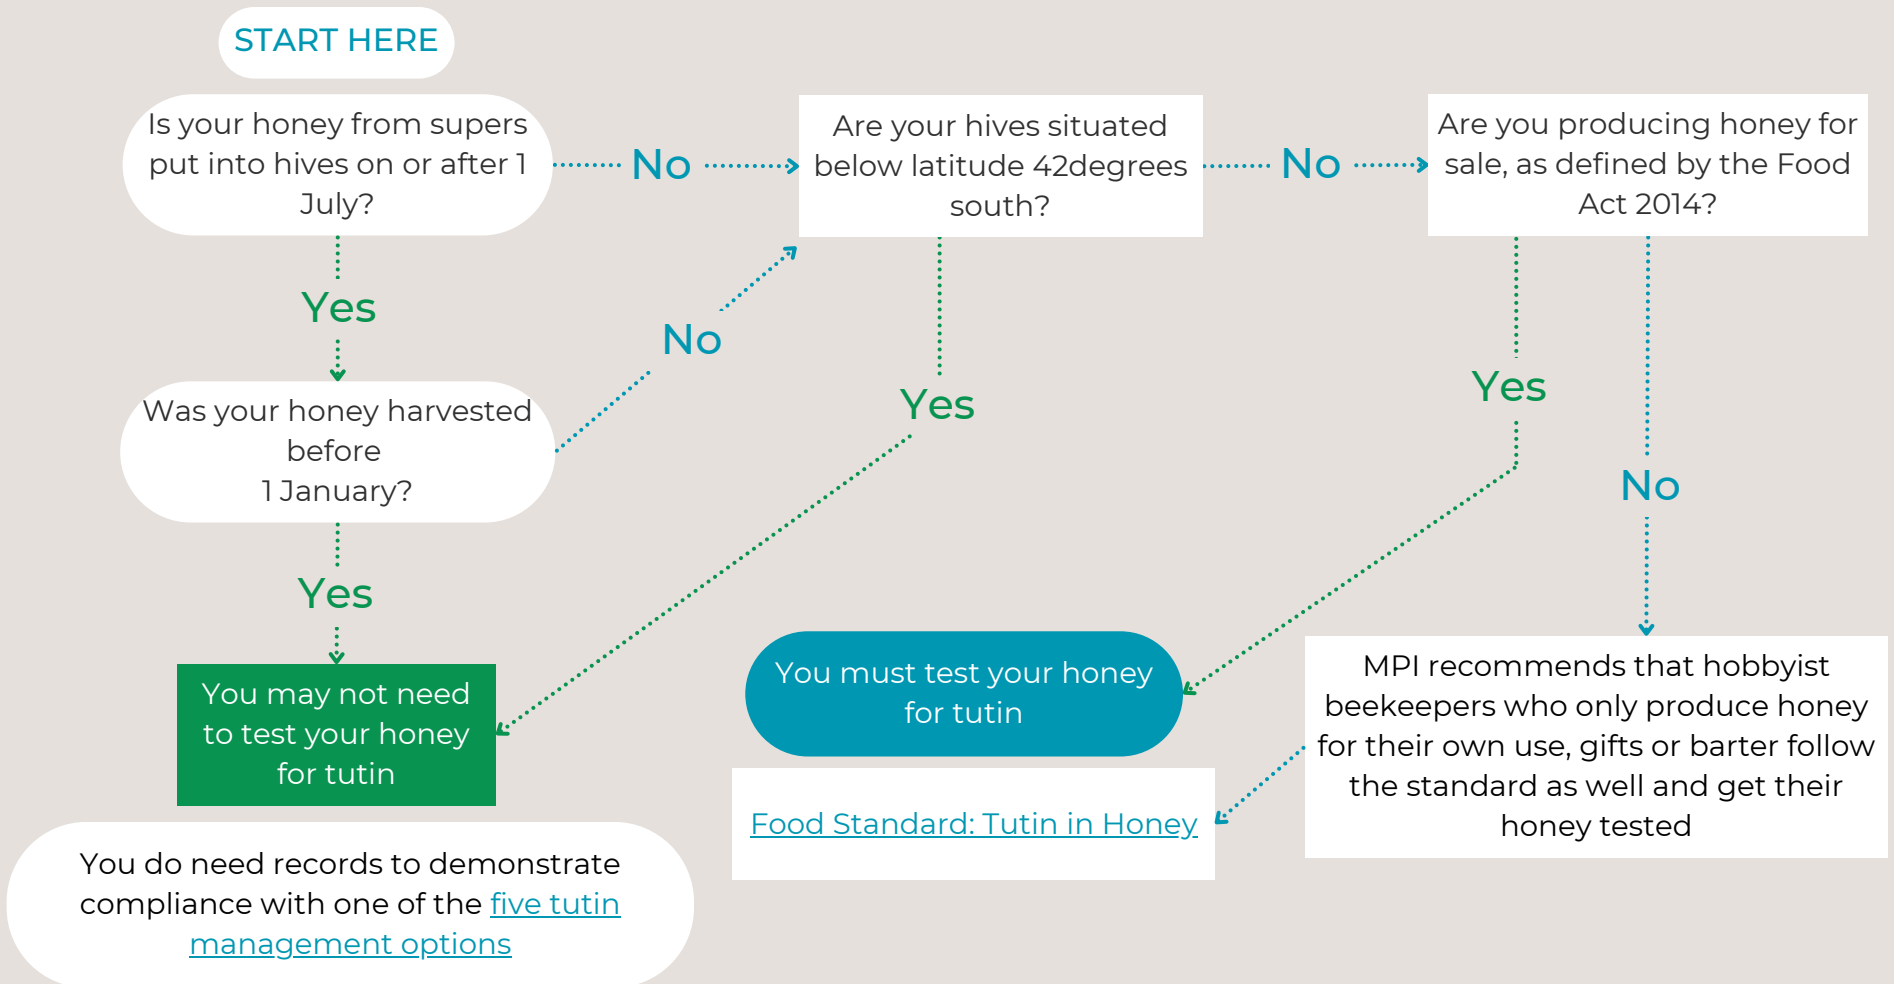 START HERE
Is your honey from supers
put into hives on or after 1
July?
No
Are your hives situated
below latitude 42degrees
south?
No
Are you producing honey for
sale, as defined by the Food
Act 2014?
Yes
No
Yes
Yes
No
Was your honey harvested
before
1 January?
Yes
You may not need
to test your honey
for tutin
You must test your honey
for tutin
MPI recommends that hobbyist
beekeepers who only produce honey
for their own use, gifts or barter follow
the standard as well and get their
honey tested
Food Standard: Tutin in Honey
You do need records to demonstrate
compliance with one of the five tutin
management options